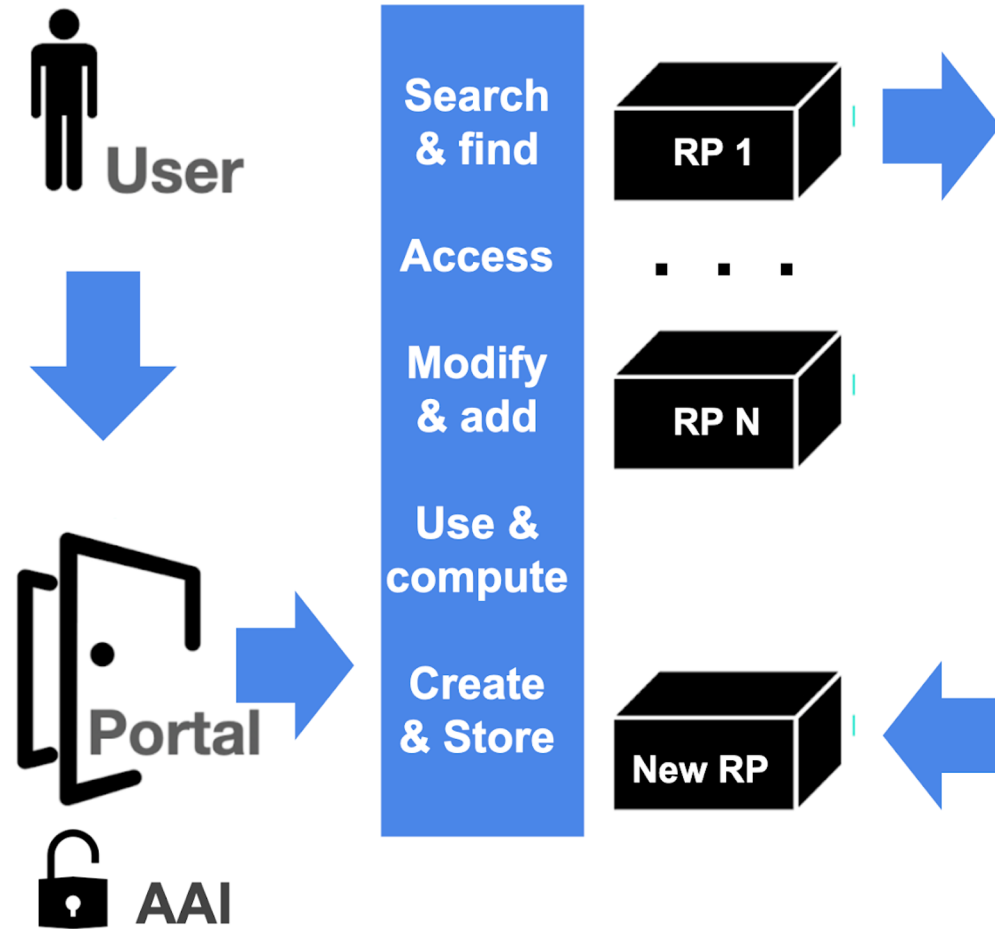 User
Portal
AAI
Search
& find
Access
Modify
& add
Use &
compute
Create
& Store
RP 1
. . .
RP N
New RP